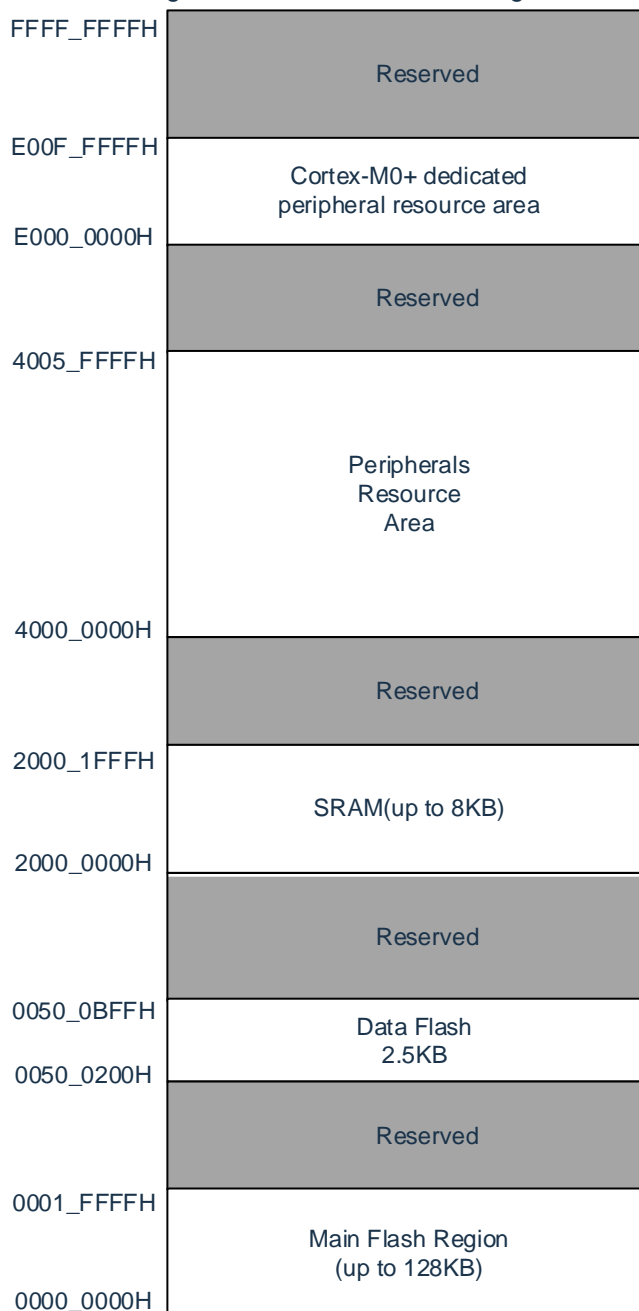 FFFF_FFFFH
Reserved
E00F_FFFFH
Cortex-M0+ dedicated
peripheral resource area
E000_0000H
Reserved
4005_FFFFH
Peripherals
Resource
Area
4000_0000H
Reserved
2000_1FFFH
SRAM(up to 8KB)
2000_0000H
Reserved
0050_0BFFH
Data Flash
2.5KB
0050_0200H
Reserved
0001_FFFFH
Main Flash Region
(up to 128KB)
0000_0000H